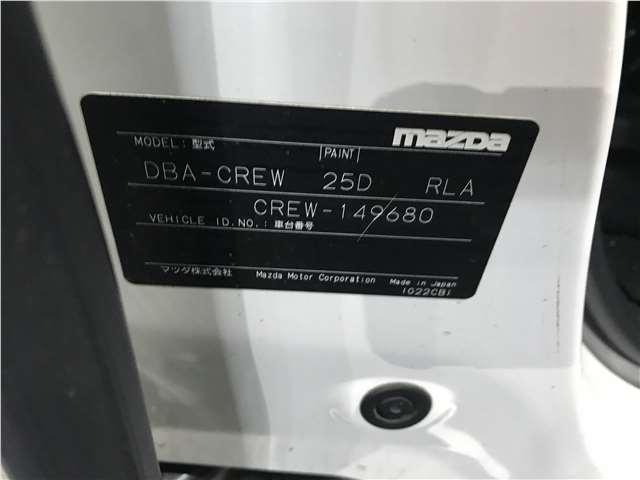 mazda
MODEL: 型式 PAINT
DBA-CREW 25D RLA
CREW-149680
VEHICLE ID.NO.: 車台番号
マツダ株式会社 Mazda Motor Corporation Made in Japan
1G22CB1